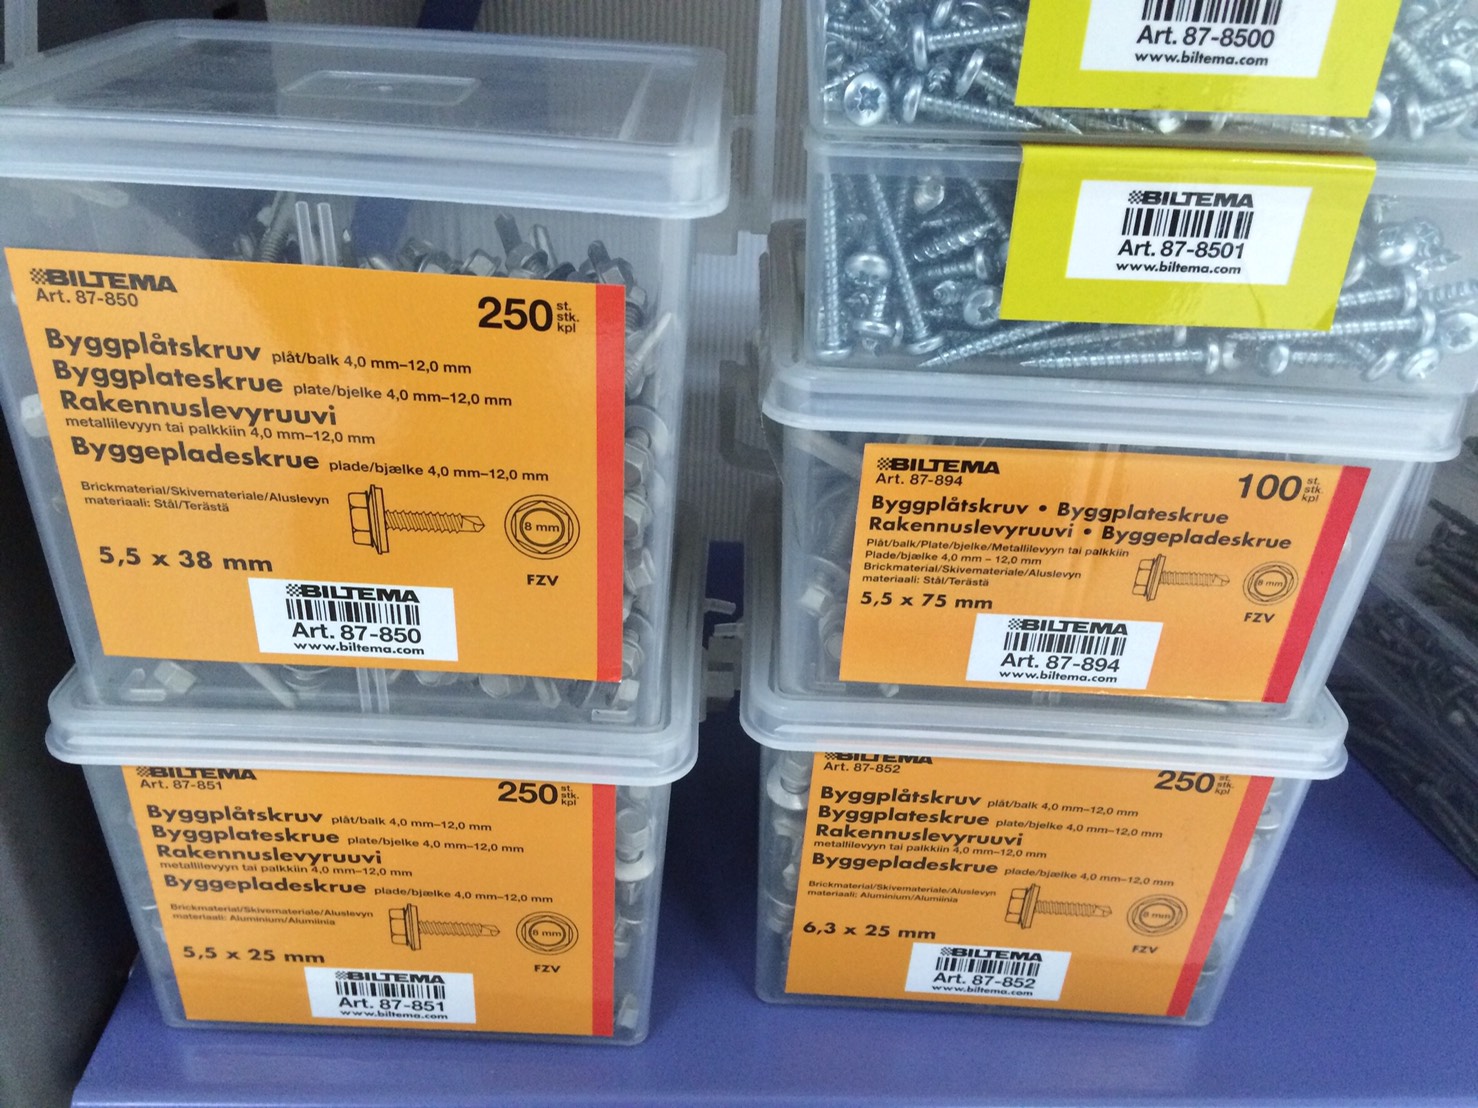 BILTEMA
Art. 87-850
250 st. stk. kpl
Byggplåtskruv plåt/balk 4,0 mm–12,0 mm
Byggplateskrue plate/bjelke 4,0 mm–12,0 mm
Rakennuslevyruuvi
metallilevyyn tai palkkiin 4,0 mm–12,0 mm
Byggepladeskrue plade/bjælke 4,0 mm–12,0 mm
Brickmaterial/Skivemateriale/Aluslevyn
materiaali: Stål/Terästä
8 mm
5,5 x 38 mm
FZV
BILTEMA
Art. 87-850
www.biltema.com
BILTEMA
Art. 87-851
250 st. stk. kpl
Byggplåtskruv plåt/balk 4,0 mm–12,0 mm
Byggplateskrue plate/bjelke 4,0 mm–12,0 mm
Rakennuslevyruuvi
metallilevyyn tai palkkiin 4,0 mm–12,0 mm
Byggepladeskrue plade/bjælke 4,0 mm–12,0 mm
Brickmaterial/Skivemateriale/Aluslevyn
materiaali: Aluminium/Alumiinia
8 mm
5,5 x 25 mm
FZV
BILTEMA
Art. 87-851
www.biltema.com
Art. 87-8500
www.biltema.com
BILTEMA
Art. 87-8501
www.biltema.com
BILTEMA
Art. 87-894
100 st. stk. kpl
Byggplåtskruv • Byggplateskrue
Rakennuslevyruuvi • Byggepladeskrue
Plåt/balk/Plate/bjelke/Metallilevyyn tai palkkiin
Plade/bjælke 4,0 mm – 12,0 mm
Brickmaterial/Skivemateriale/Aluslevyn
materiaali: Stål/Terästä
8 mm
5,5 x 75 mm
FZV
BILTEMA
Art. 87-894
www.biltema.com
BILTEMA
Art. 87-852
250 st. stk. kpl
Byggplåtskruv plåt/balk 4,0 mm–12,0 mm
Byggplateskrue plate/bjelke 4,0 mm–12,0 mm
Rakennuslevyruuvi
metallilevyyn tai palkkiin 4,0 mm–12,0 mm
Byggepladeskrue plade/bjælke 4,0 mm–12,0 mm
Brickmaterial/Skivemateriale/Aluslevyn
materiaali: Aluminium/Alumiinia
8 mm
6,3 x 25 mm
FZV
BILTEMA
Art. 87-852
www.biltema.com